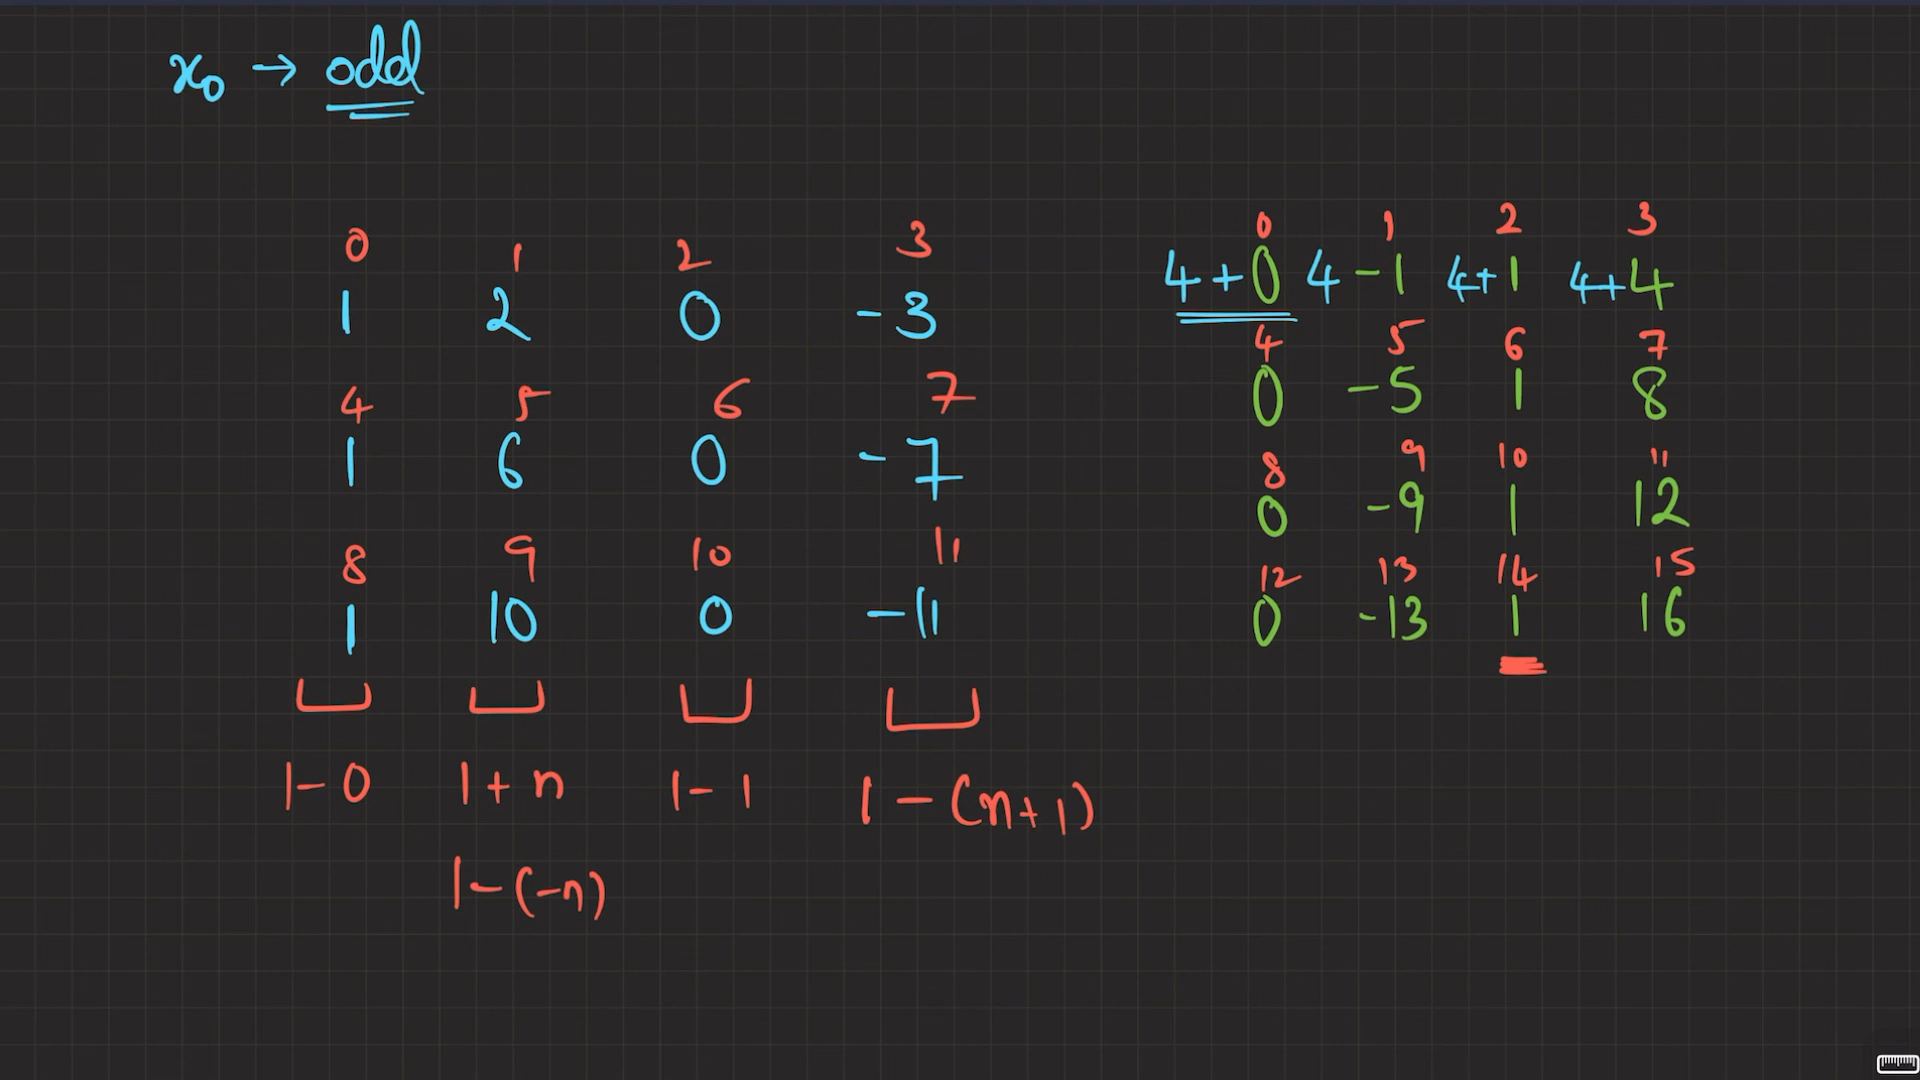 x₀ → odd
0 1 2 3
1 2 0 -3
4 5 6 7
1 6 0 -7
8 9 10 11
1 10 0 -11
1-0 1+n 1-1 1-(n+1)
1-(-n)
0 1 2 3
4+0 4-1 4+1 4+4
4 5 6 7
0 -5 1 8
8 9 10 11
0 -9 1 12
12 13 14 15
0 -13 1 16